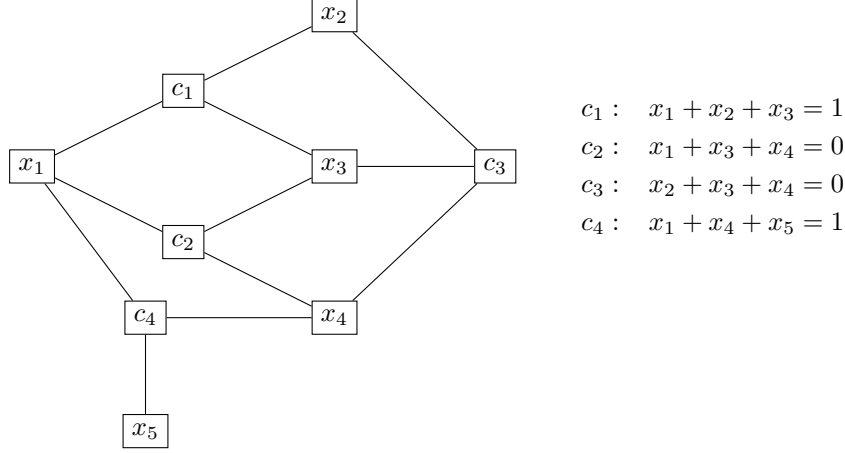 x₂
c₁
x₁
x₃
c₃
c₂
c₄
x₄
x₅
c₁ : x₁ + x₂ + x₃ = 1
c₂ : x₁ + x₃ + x₄ = 0
c₃ : x₂ + x₃ + x₄ = 0
c₄ : x₁ + x₄ + x₅ = 1